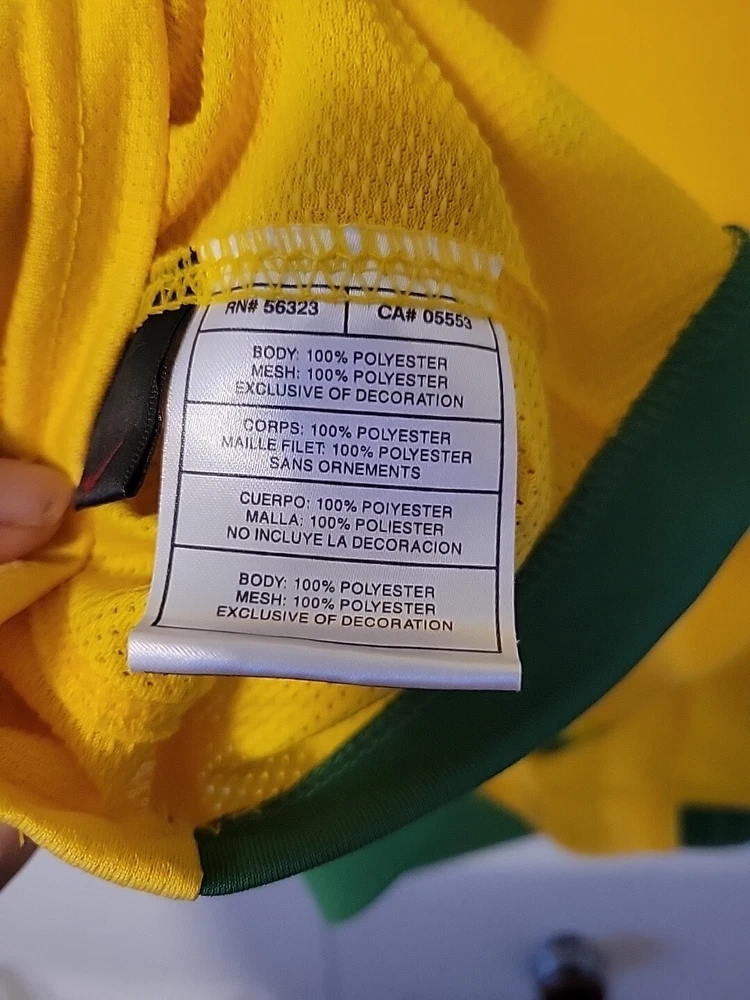 RN# 56323 CA# 05553
BODY: 100% POLYESTER
MESH: 100% POLYESTER
EXCLUSIVE OF DECORATION
CORPS: 100% POLYESTER
MAILLE FILET: 100% POLYESTER
SANS ORNEMENTS
CUERPO: 100% POIYESTER
MALLA: 100% POLIESTER
NO INCLUYE LA DECORACION
BODY: 100% POLYESTER
MESH: 100% POLYESTER
EXCLUSIVE OF DECORATION